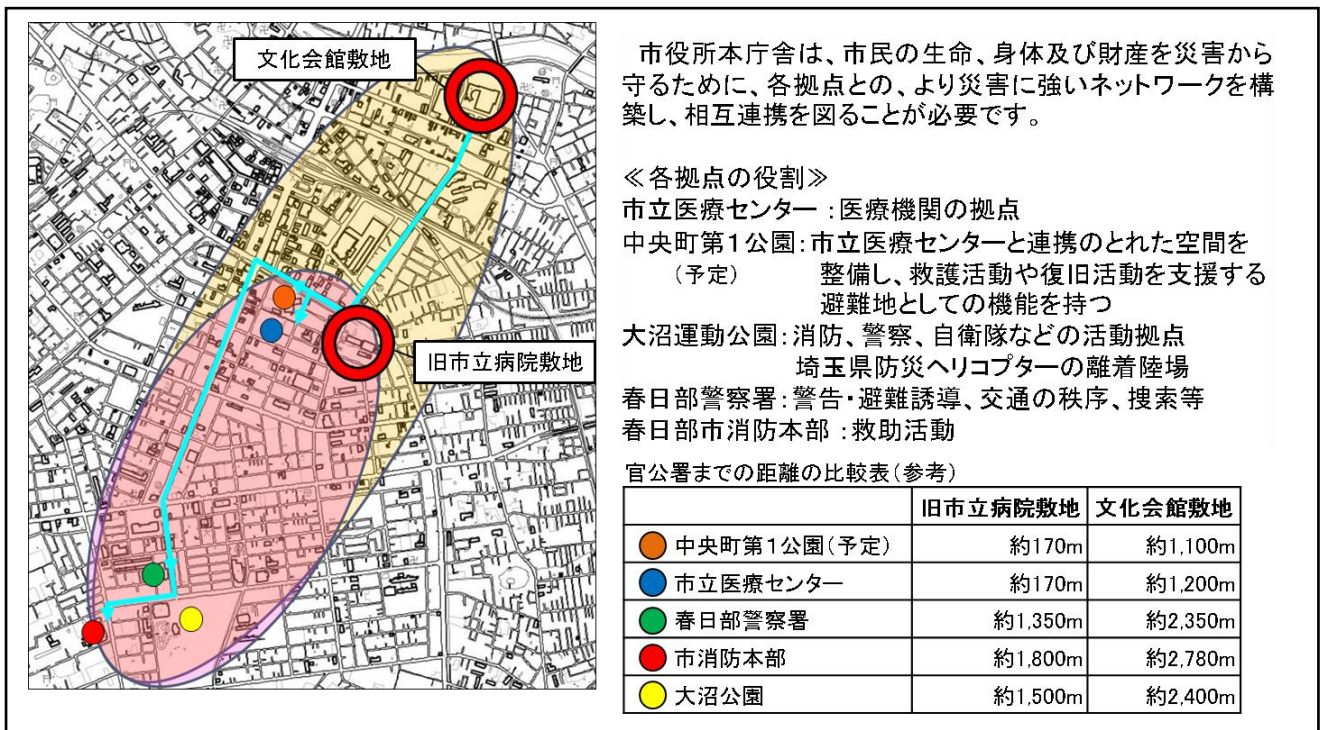 文化会館敷地
旧市立病院敷地
市役所本庁舎は、市民の生命、身体及び財産を災害から
守るために、各拠点との、より災害に強いネットワークを構
築し、相互連携を図ることが必要です。
≪各拠点の役割≫
市立医療センター：医療機関の拠点
中央町第１公園：市立医療センターと連携のとれた空間を
（予定） 整備し、救護活動や復旧活動を支援する
避難地としての機能を持つ
大沼運動公園：消防、警察、自衛隊などの活動拠点
埼玉県防災ヘリコプターの離着陸場
春日部警察署：警告・避難誘導、交通の秩序、捜索等
春日部市消防本部：救助活動
官公署までの距離の比較表（参考）
旧市立病院敷地 文化会館敷地
中央町第１公園（予定） 約170m 約1,100m
市立医療センター 約170m 約1,200m
春日部警察署 約1,350m 約2,350m
市消防本部 約1,800m 約2,780m
大沼公園 約1,500m 約2,400m